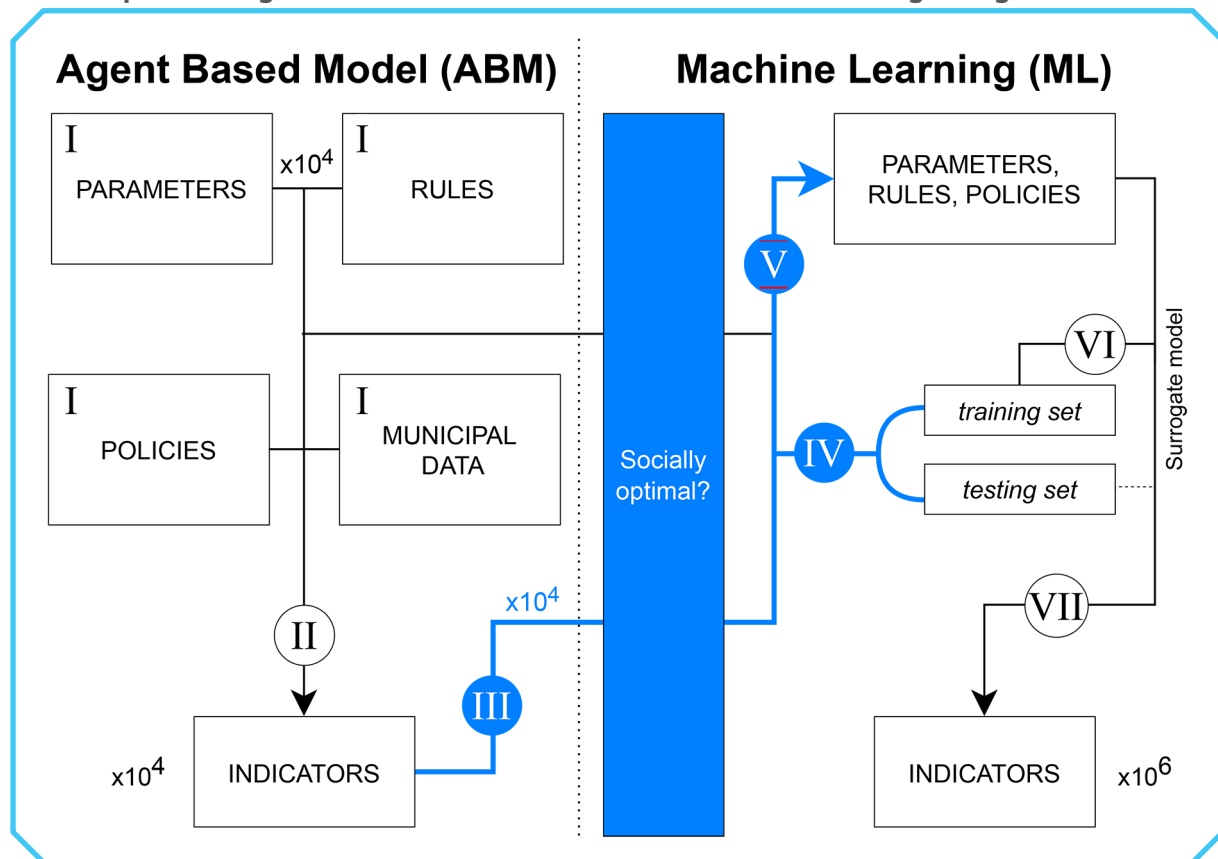 Agent Based Model (ABM)
Machine Learning (ML)
I
PARAMETERS
x10⁴
I
RULES
PARAMETERS,
RULES, POLICIES
V
VI
I
POLICIES
I
MUNICIPAL
DATA
Socially
optimal?
IV
training set
testing set
Surrogate model
II
x10⁴
III
VII
x10⁴
INDICATORS
INDICATORS
x10⁶